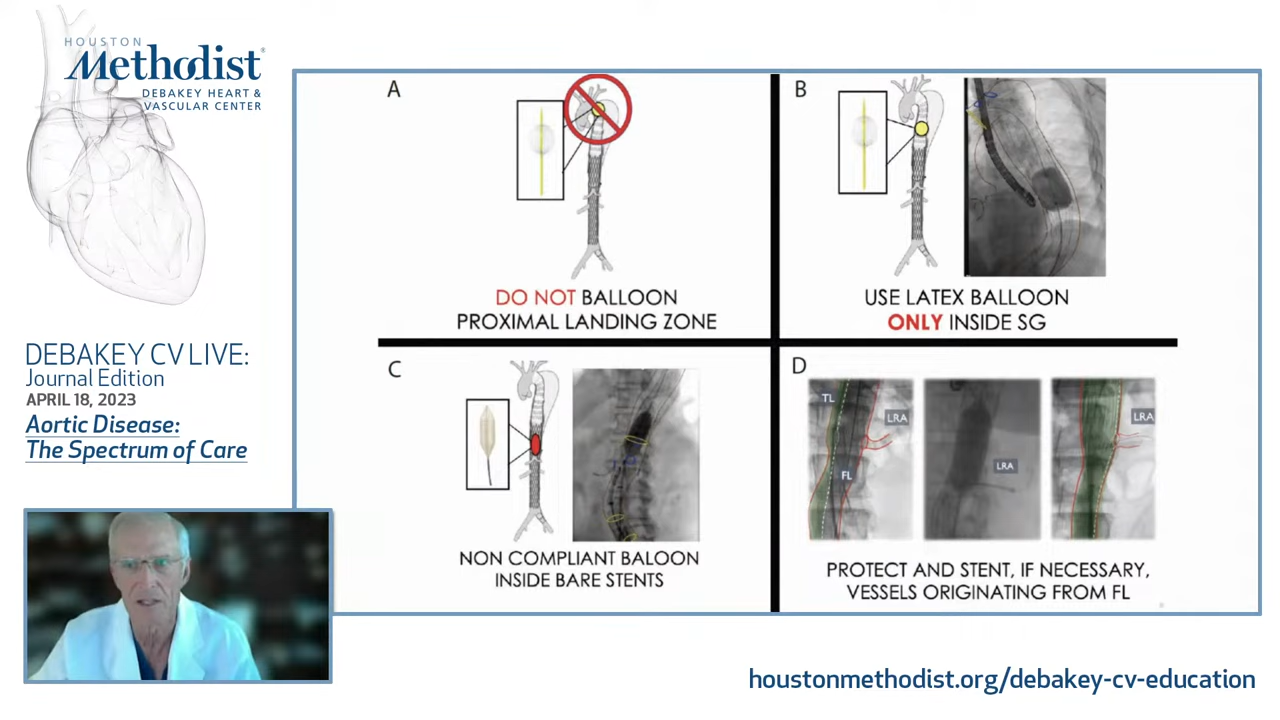 HOUSTON
Methodist®
DEBAKEY HEART &
VASCULAR CENTER
DEBAKEY CV LIVE:
Journal Edition
APRIL 18, 2023
Aortic Disease:
The Spectrum of Care
A
DO NOT BALLOON
PROXIMAL LANDING ZONE
B
USE LATEX BALLOON
ONLY INSIDE SG
C
NON COMPLIANT BALOON
INSIDE BARE STENTS
D
TL
LRA
FL
LRA
LRA
PROTECT AND STENT, IF NECESSARY,
VESSELS ORIGINATING FROM FL
houstonmethodist.org/debakey-cv-education